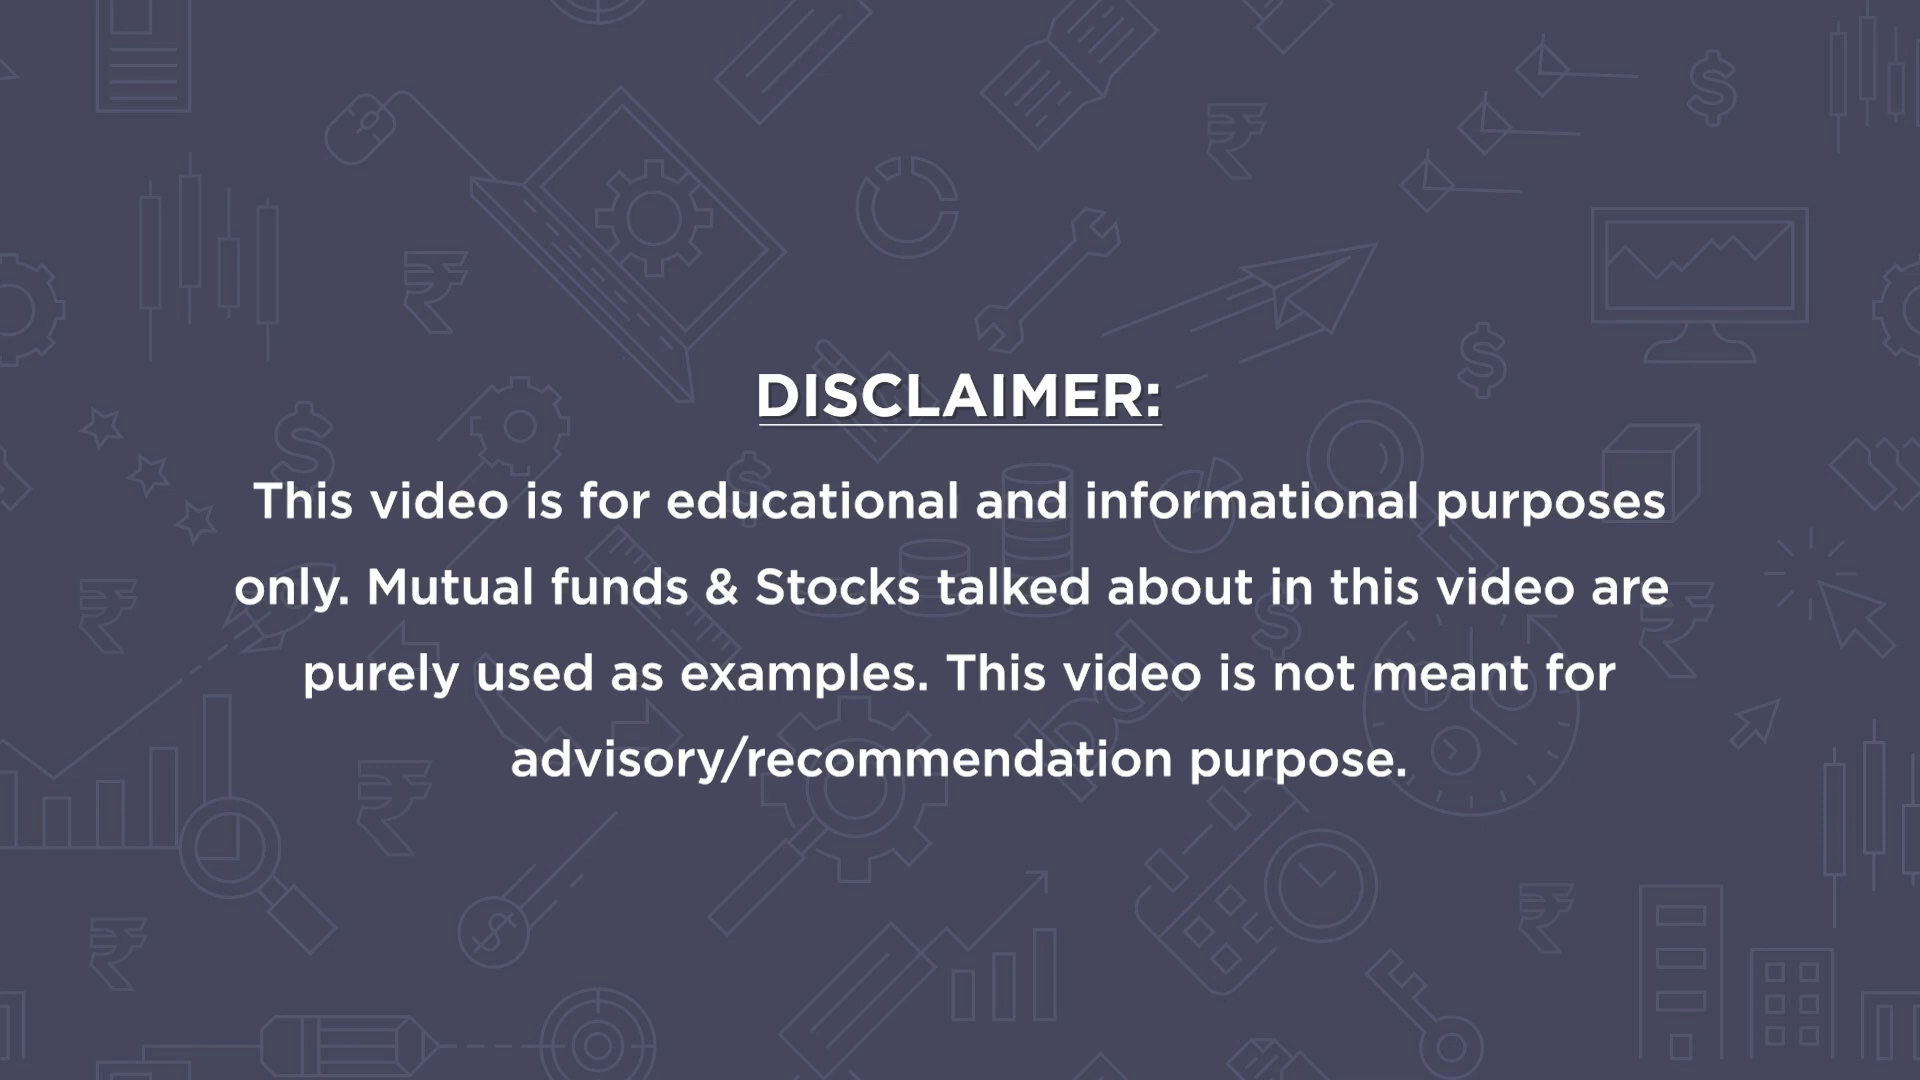 DISCLAIMER:
This video is for educational and informational purposes
only. Mutual funds & Stocks talked about in this video are
purely used as examples. This video is not meant for
advisory/recommendation purpose.